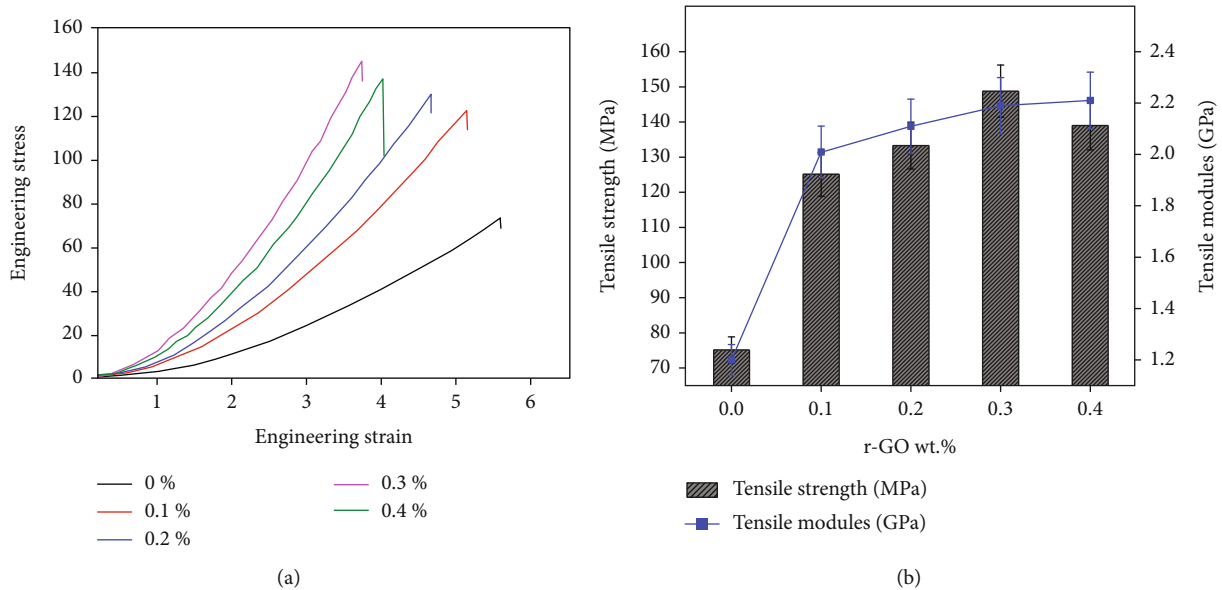 160
140
120
100
80
60
40
20
0
Engineering stress
1 2 3 4 5 6
Engineering strain
0 %
0.1 %
0.2 %
0.3 %
0.4 %
(a)
160
150
140
130
120
110
100
90
80
70
Tensile strength (MPa)
2.4
2.2
2.0
1.8
1.6
1.4
1.2
Tensile modules (GPa)
0.0 0.1 0.2 0.3 0.4
r-GO wt.%
Tensile strength (MPa)
Tensile modules (GPa)
(b)